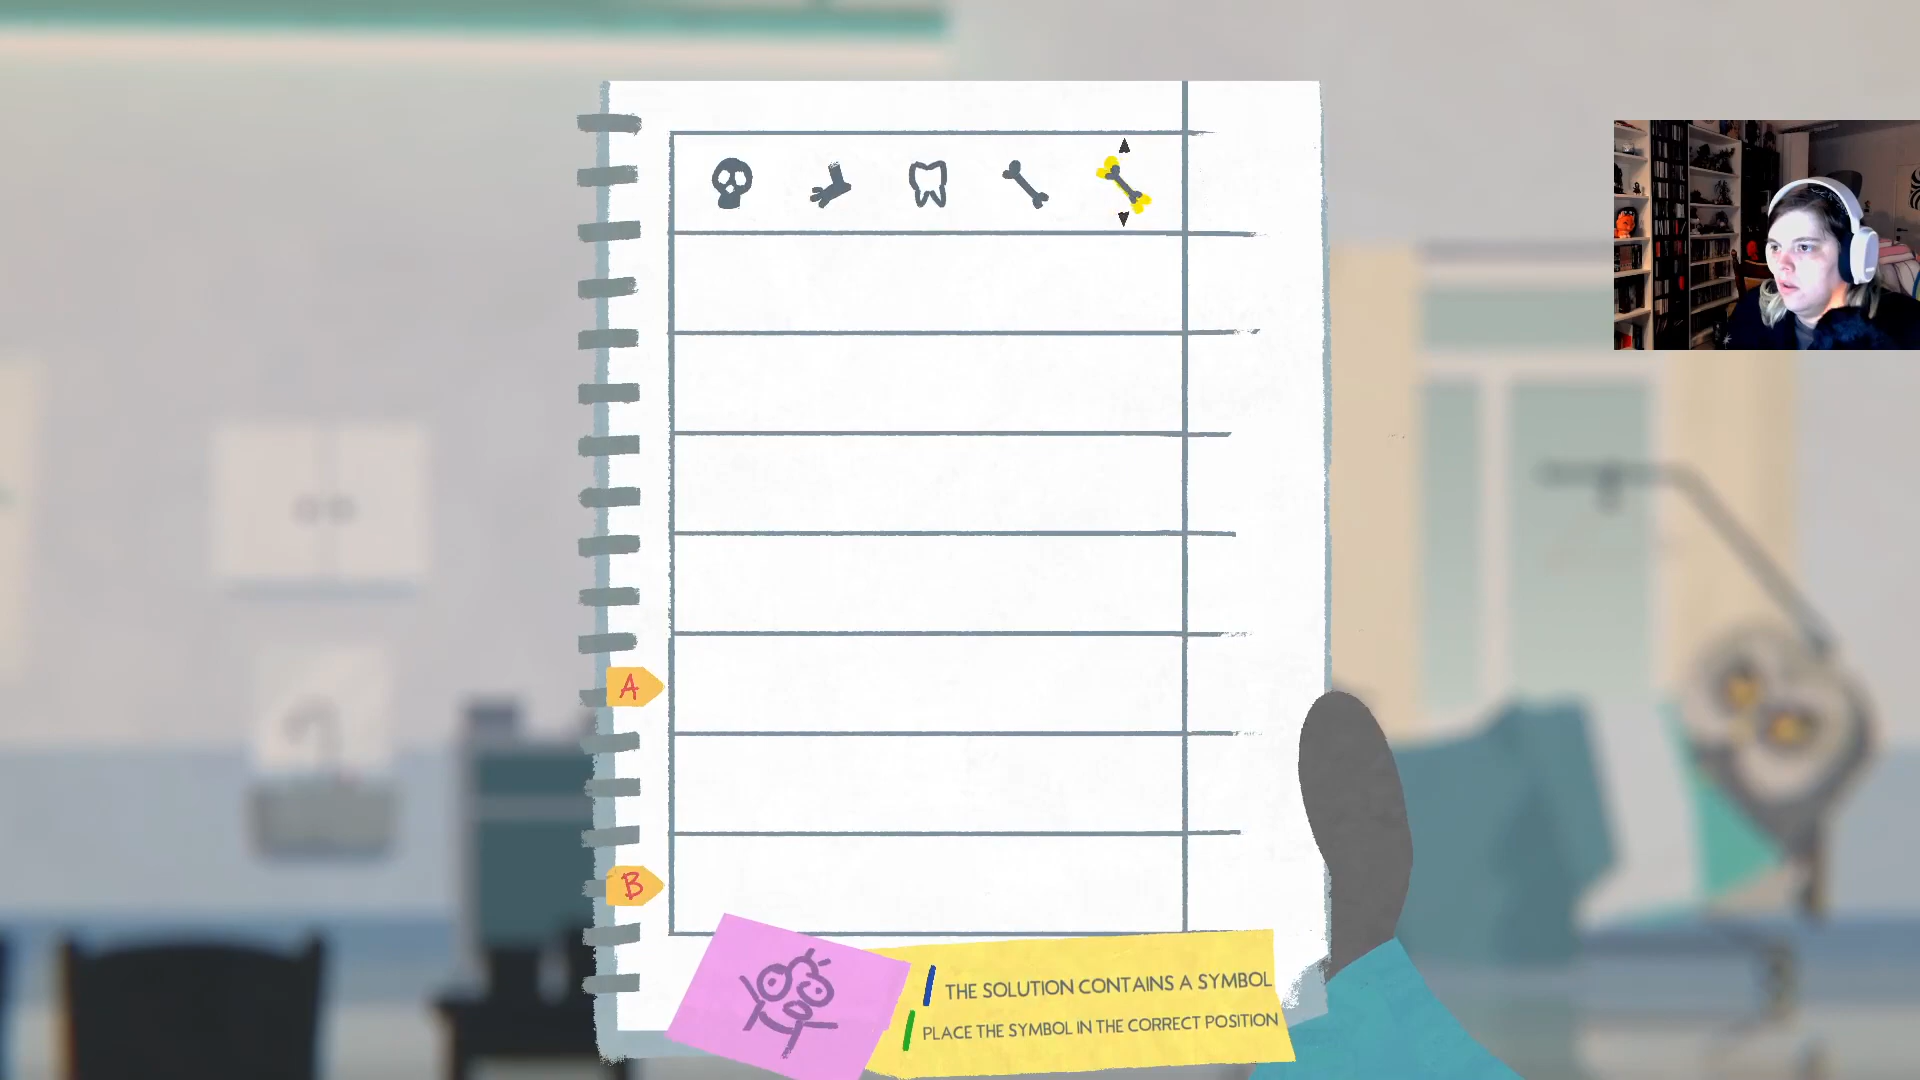 A
B
THE SOLUTION CONTAINS A SYMBOL
PLACE THE SYMBOL IN THE CORRECT POSITION